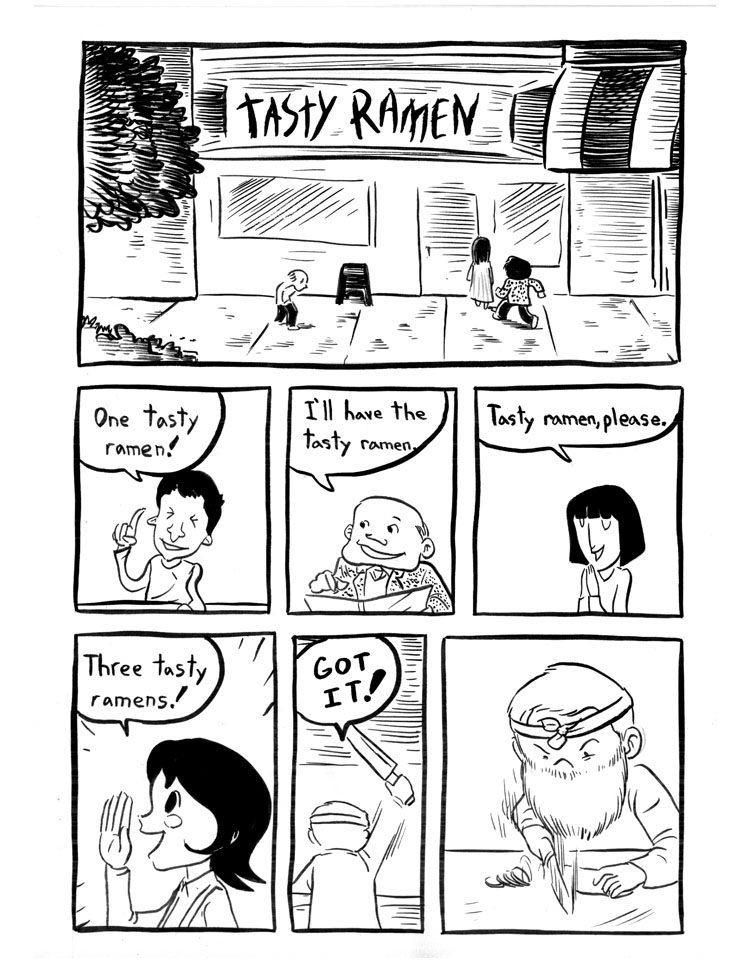 TASTY RAMEN
One tasty
ramen!
I'll have the
tasty ramen.
Tasty ramen, please.
Three tasty
ramens!
GOT
IT!